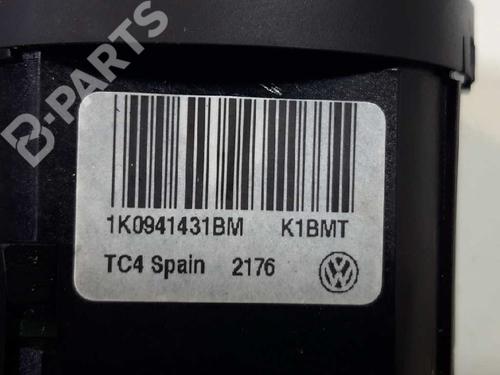 B-PARTS
1K0941431BM K1BMT
TC4 Spain 2176